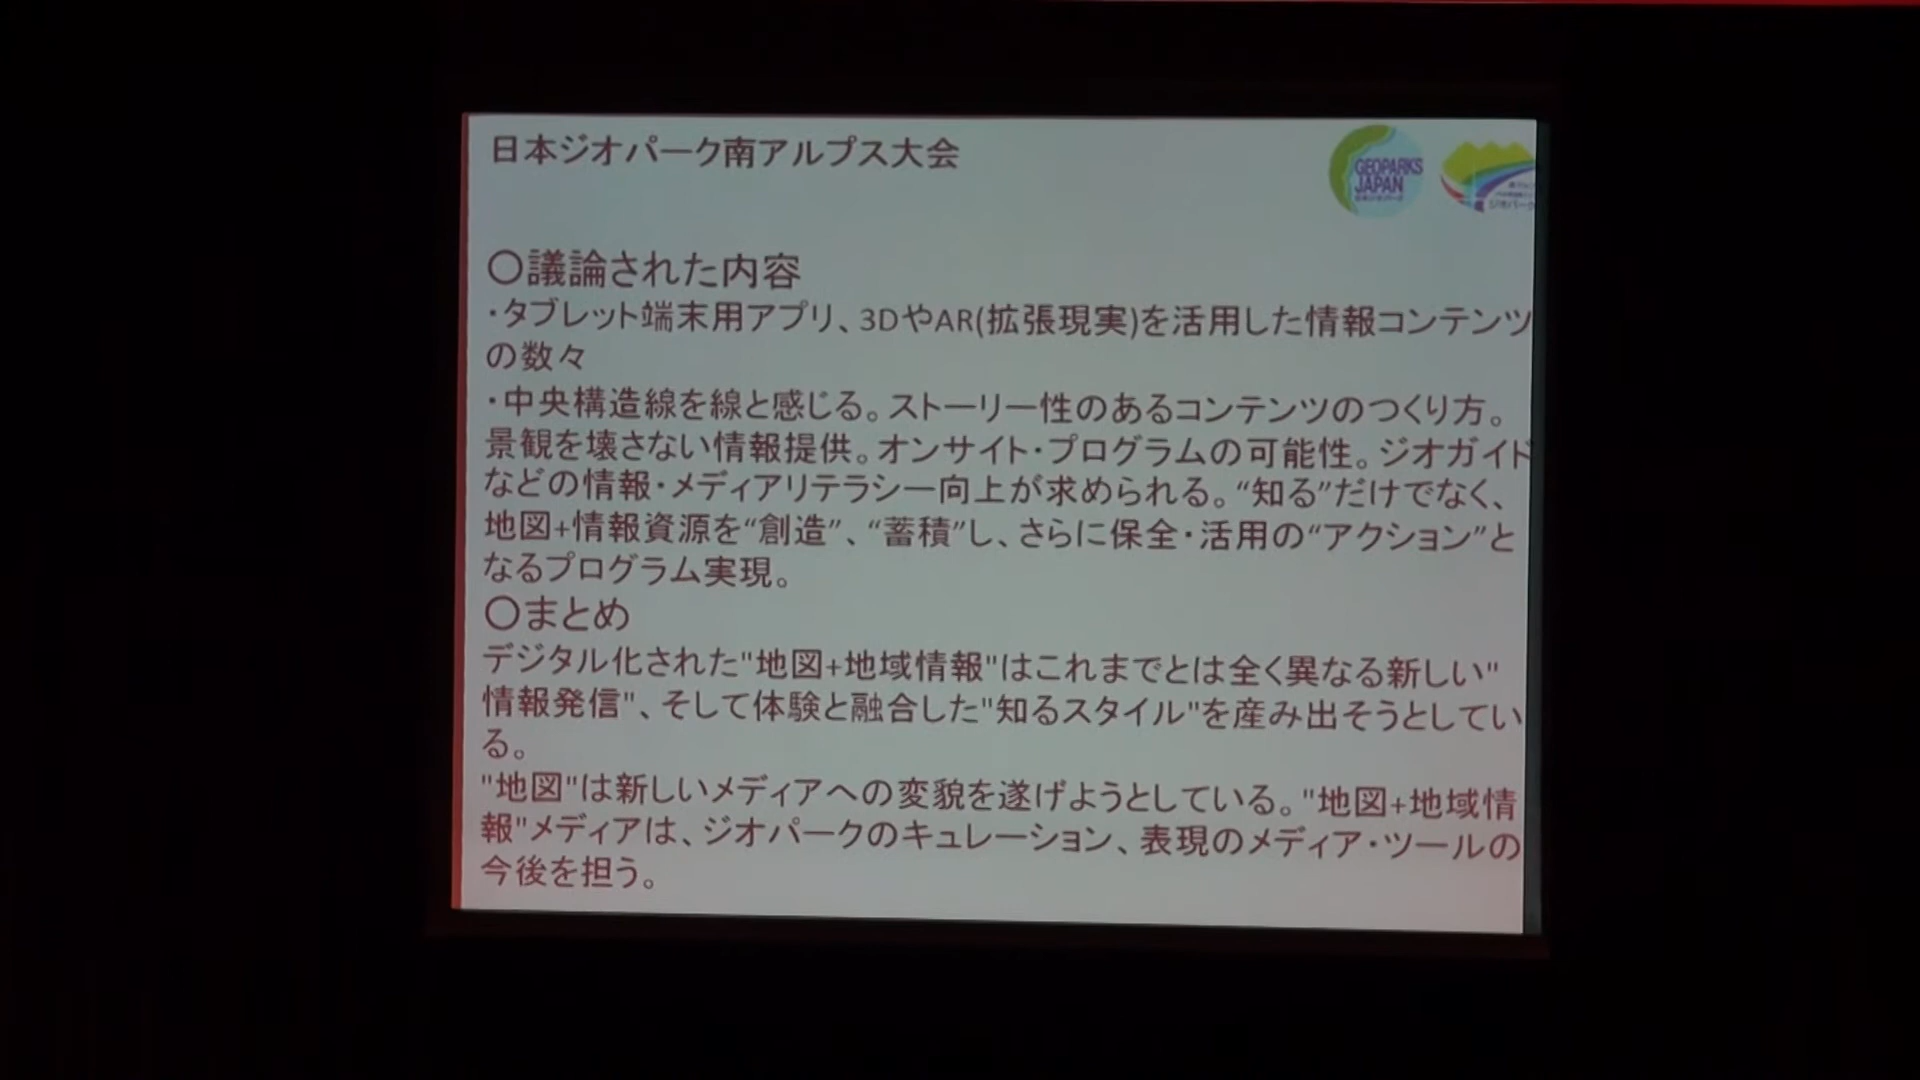 日本ジオパーク南アルプス大会
GEOPARKS
JAPAN
日本ジオパーク
ジオパーク
〇議論された内容
・タブレット端末用アプリ、3DやAR(拡張現実)を活用した情報コンテンツ
の数々
・中央構造線を線と感じる。ストーリー性のあるコンテンツのつくり方。
景観を壊さない情報提供。オンサイト・プログラムの可能性。ジオガイド
などの情報・メディアリテラシー向上が求められる。“知る”だけでなく、
地図+情報資源を“創造”、“蓄積”し、さらに保全・活用の“アクション”と
なるプログラム実現。
〇まとめ
デジタル化された"地図+地域情報"はこれまでとは全く異なる新しい"
情報発信"、そして体験と融合した"知るスタイル"を産み出そうとしてい
る。
"地図"は新しいメディアへの変貌を遂げようとしている。"地図+地域情
報"メディアは、ジオパークのキュレーション、表現のメディア・ツールの
今後を担う。